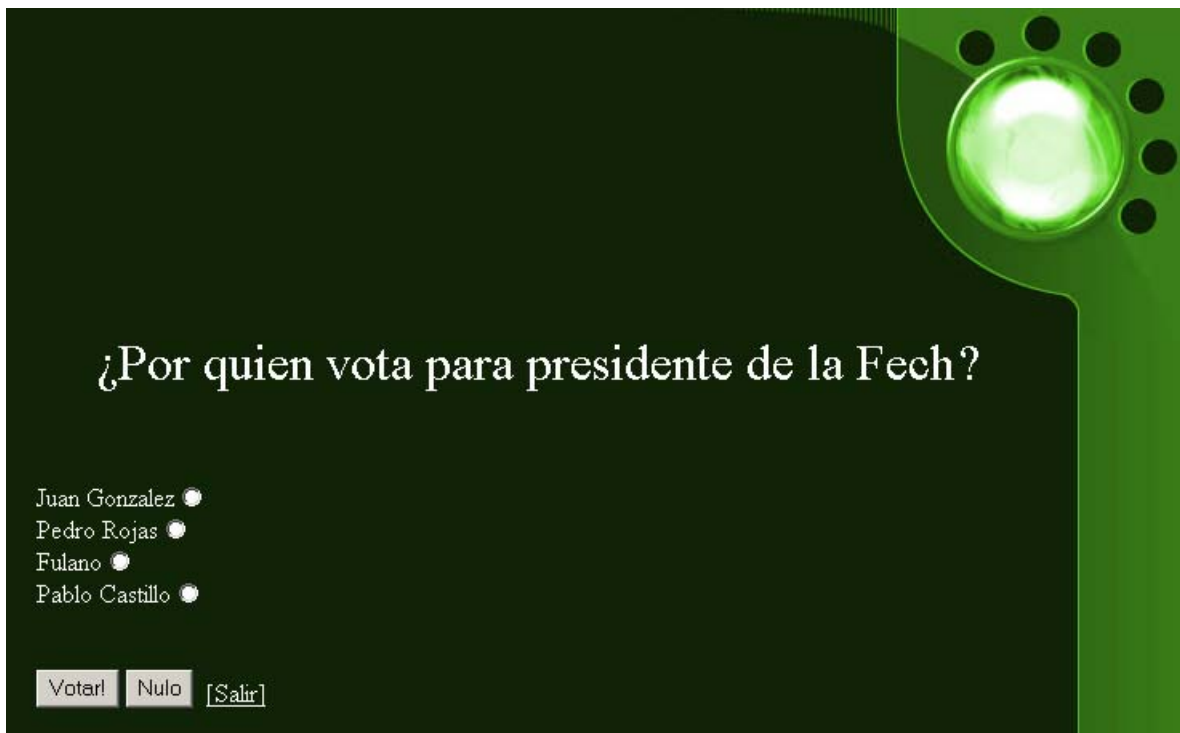 ¿Por quien vota para presidente de la Fech?
Juan Gonzalez
Pedro Rojas
Fulano
Pablo Castillo
Votar! Nulo [Salir]